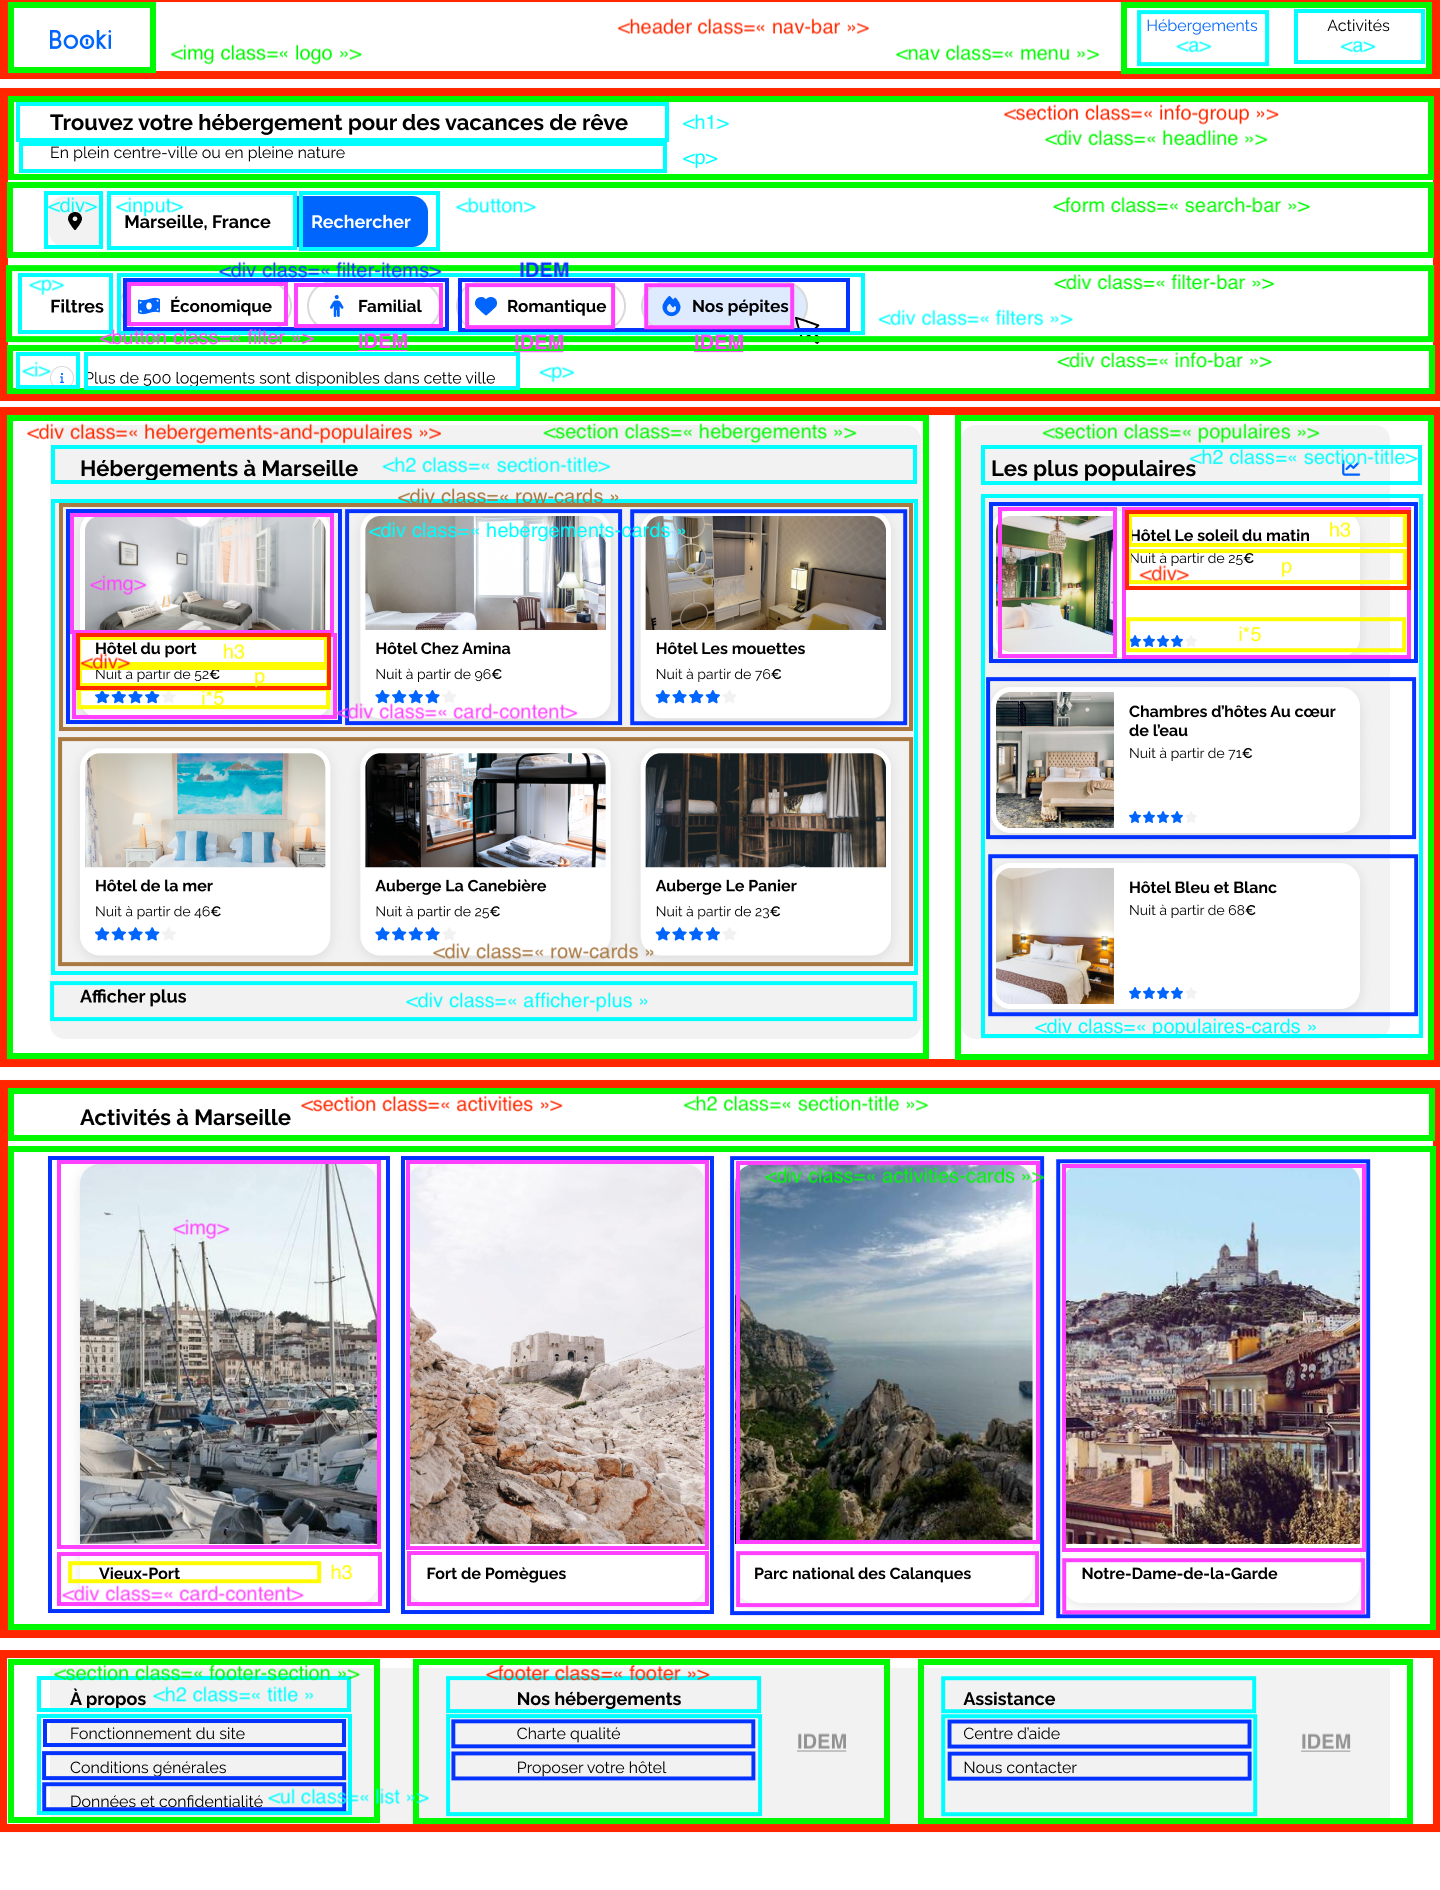 Booki
<header class=« nav-bar »>
<img class=« logo »>
<nav class=« menu »>
Hébergements
<a>
Activités
<a>
Trouvez votre hébergement pour des vacances de rêve
<h1>
<section class=« info-group »>
<div class=« headline »>
En plein centre-ville ou en pleine nature
<p>
<div>
<input>
Marseille, France
Rechercher
<button>
<form class=« search-bar »>
<div class=« filter-items>
IDEM
<p>
Filtres
Économique
Familial
Romantique
Nos pépites
<div class=« filter-bar »>
<div class=« filters »>
<button class=« filter »>
IDEM
IDEM
IDEM
<i>
Plus de 500 logements sont disponibles dans cette ville
<p>
<div class=« info-bar »>
<div class=« hebergements-and-populaires »>
<section class=« hebergements »>
Hébergements à Marseille
<h2 class=« section-title>
<div class=« row-cards »
<div class=« hebergements-cards »
<img>
Hôtel du port
h3
<div>
Nuit à partir de 52€
p
i*5
<div class=« card-content>
Hôtel Chez Amina
Nuit à partir de 96€
Hôtel Les mouettes
Nuit à partir de 76€
Hôtel de la mer
Nuit à partir de 46€
Auberge La Canebière
Nuit à partir de 25€
Auberge Le Panier
Nuit à partir de 23€
<div class=« row-cards »
Afficher plus
<div class=« afficher-plus »
<section class=« populaires »>
<h2 class=« section-title>
Les plus populaires
Hôtel Le soleil du matin
h3
Nuit à partir de 25€
p
<div>
i*5
Chambres d'hôtes Au cœur
de l'eau
Nuit à partir de 71€
Hôtel Bleu et Blanc
Nuit à partir de 68€
<div class=« populaires-cards »
Activités à Marseille
<section class=« activities »>
<h2 class=« section-title »>
<div class=« activities-cards »>
<img>
Vieux-Port
h3
<div class=« card-content>
Fort de Pomègues
Parc national des Calanques
Notre-Dame-de-la-Garde
<section class=« footer-section »>
<footer class=« footer »>
À propos
<h2 class=« title »
Fonctionnement du site
Conditions générales
Données et confidentialité
<ul class=« list »>
Nos hébergements
Charte qualité
Proposer votre hôtel
IDEM
Assistance
Centre d'aide
Nous contacter
IDEM